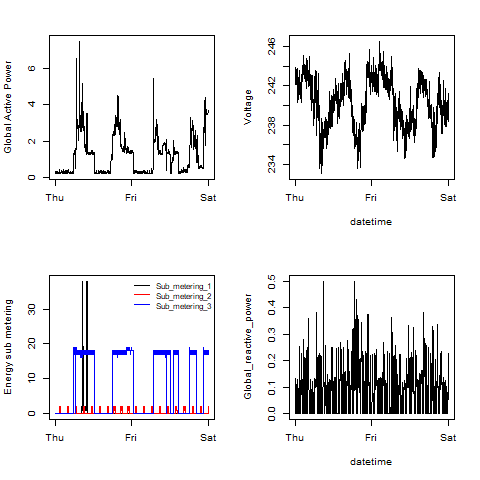 Global Active Power
6
4
2
0
Thu Fri Sat
Voltage
246
242
238
234
Thu Fri Sat
datetime
Energy sub metering
30
20
10
0
Sub_metering_1
Sub_metering_2
Sub_metering_3
Thu Fri Sat
Global_reactive_power
0.5
0.4
0.3
0.2
0.1
0.0
Thu Fri Sat
datetime